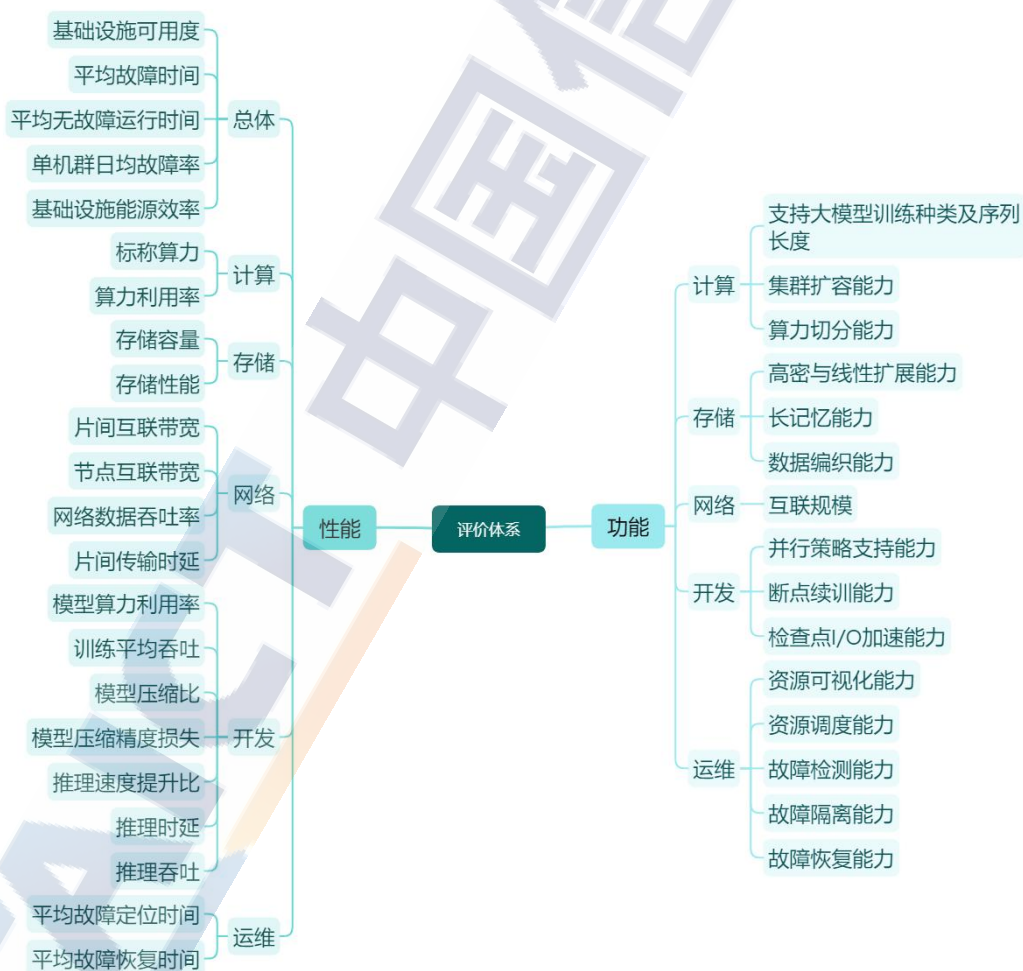 基础设施可用度
平均故障时间
平均无故障运行时间
单机群日均故障率
基础设施能源效率
总体
标称算力
算力利用率
计算
存储容量
存储性能
存储
片间互联带宽
节点互联带宽
网络数据吞吐率
片间传输时延
网络
模型算力利用率
训练平均吞吐
模型压缩比
模型压缩精度损失
推理速度提升比
推理时延
推理吞吐
开发
平均故障定位时间
平均故障恢复时间
运维
性能
评价体系
功能
计算
支持大模型训练种类及序列
长度
集群扩容能力
算力切分能力
存储
高密与线性扩展能力
长记忆能力
数据编织能力
网络
互联规模
开发
并行策略支持能力
断点续训能力
检查点I/O加速能力
运维
资源可视化能力
资源调度能力
故障检测能力
故障隔离能力
故障恢复能力
中国信